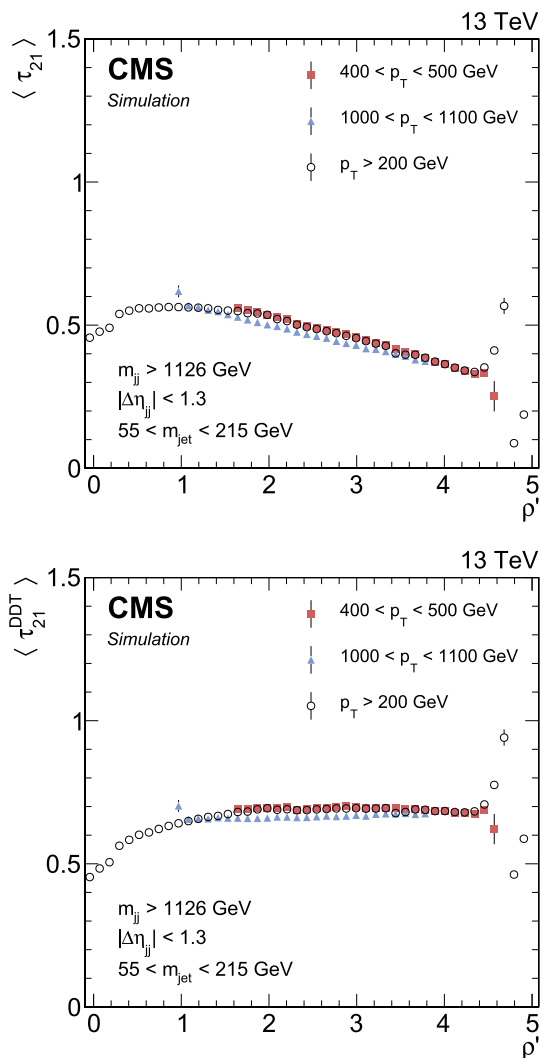 13 TeV
⟨ τ21 ⟩
1.5
CMS
Simulation
400 < pT < 500 GeV
1000 < pT < 1100 GeV
pT > 200 GeV
1
0.5
mjj > 1126 GeV
|Δηjj| < 1.3
55 < mjet < 215 GeV
0
0 1 2 3 4 5
ρ'
13 TeV
⟨ τ21DDT ⟩
1.5
CMS
Simulation
400 < pT < 500 GeV
1000 < pT < 1100 GeV
pT > 200 GeV
1
0.5
mjj > 1126 GeV
|Δηjj| < 1.3
55 < mjet < 215 GeV
0
0 1 2 3 4 5
ρ'